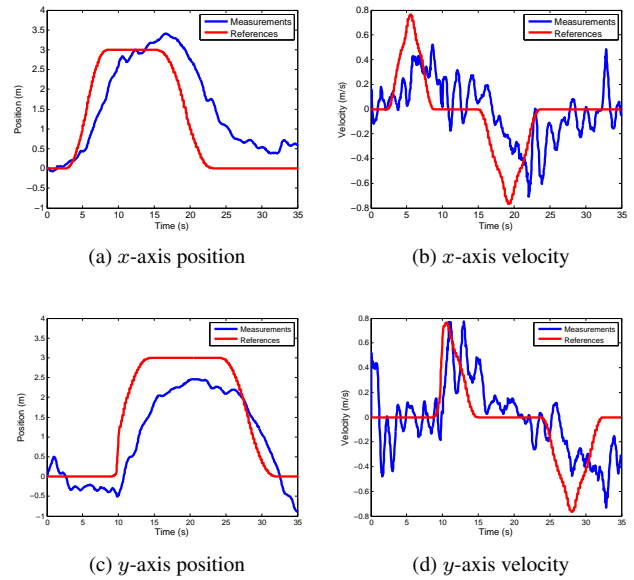 4
3.5
3
2.5
2
1.5
1
0.5
0
−0.5
−1
0 5 10 15 20 25 30 35
Time (s)
Position (m)
Measurements
References
(a) x-axis position
0.8
0.6
0.4
0.2
0
−0.2
−0.4
−0.6
−0.8
0 5 10 15 20 25 30 35
Time (s)
Velocity (m/s)
Measurements
References
(b) x-axis velocity
4
3.5
3
2.5
2
1.5
1
0.5
0
−0.5
−1
0 5 10 15 20 25 30 35
Time (s)
Position (m)
Measurements
References
(c) y-axis position
0.8
0.6
0.4
0.2
0
−0.2
−0.4
−0.6
−0.8
0 5 10 15 20 25 30 35
Time (s)
Velocity (m/s)
Measurements
References
(d) y-axis velocity